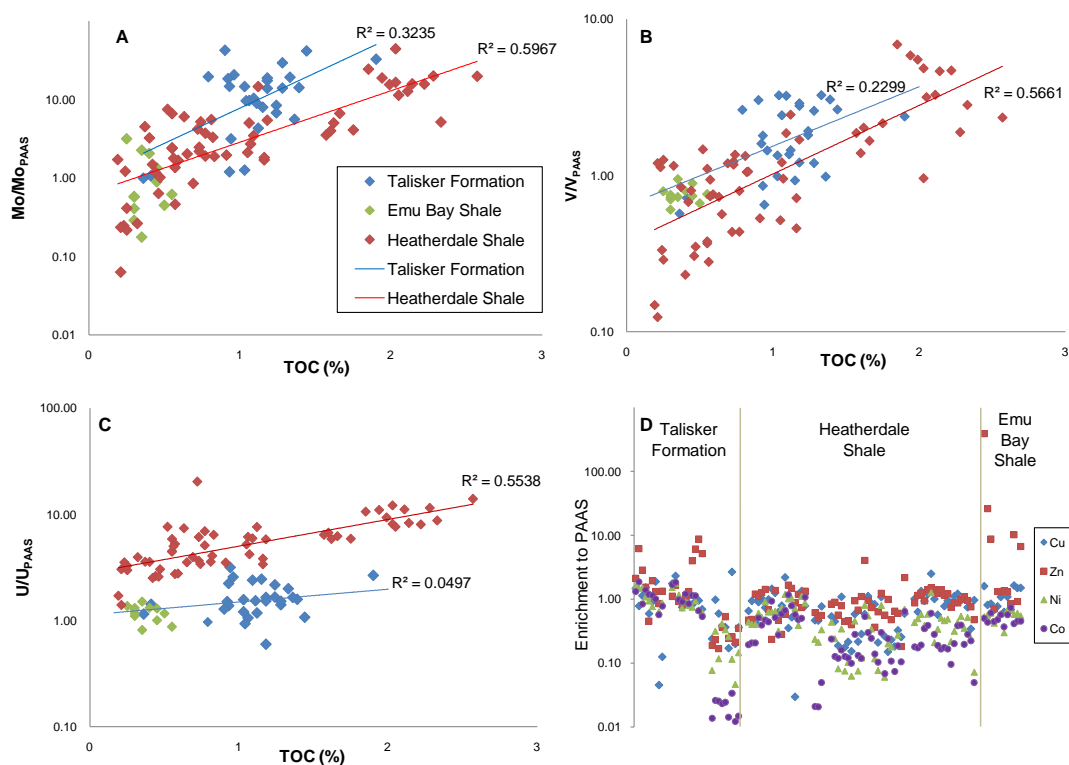 A
R² = 0.3235
R² = 0.5967
10.00
1.00
0.10
0.01
Mo/Mo_PAAS
0
1
2
3
TOC (%)
Talisker Formation
Emu Bay Shale
Heatherdale Shale
Talisker Formation
Heatherdale Shale
B
R² = 0.2299
R² = 0.5661
10.00
1.00
0.10
V/V_PAAS
0
1
2
3
TOC (%)
C
R² = 0.5538
R² = 0.0497
100.00
10.00
1.00
0.10
U/U_PAAS
0
1
2
3
TOC (%)
D
Talisker
Formation
Heatherdale
Shale
Emu
Bay
Shale
100.00
10.00
1.00
0.10
0.01
Enrichment to PAAS
Cu
Zn
Ni
Co